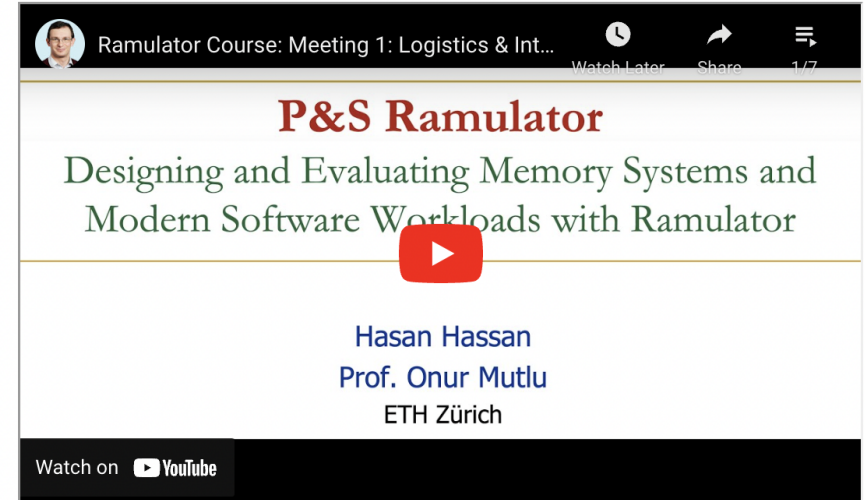 Ramulator Course: Meeting 1: Logistics & Int...
Watch Later
Share
1/7
P&S Ramulator
Designing and Evaluating Memory Systems and
Modern Software Workloads with Ramulator
Hasan Hassan
Prof. Onur Mutlu
ETH Zürich
Watch on YouTube